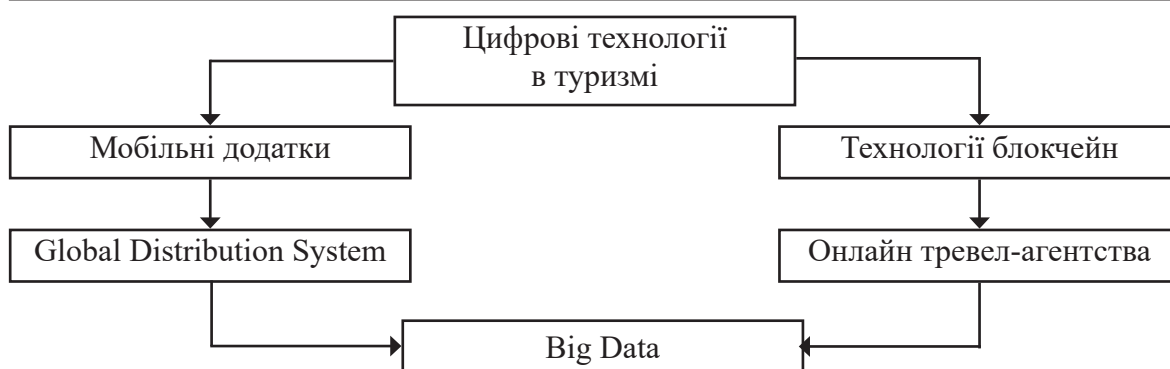 Цифрові технології
в туризмі
Мобільні додатки
Технології блокчейн
Global Distribution System
Онлайн тревел-агентства
Big Data